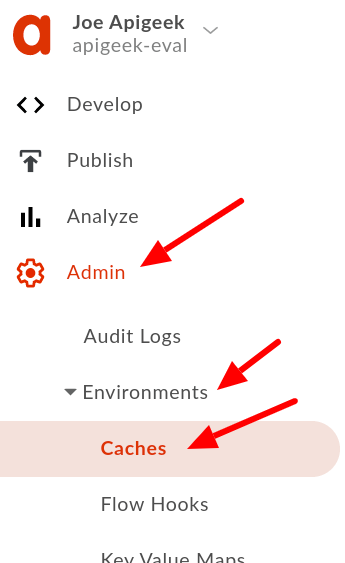 Joe Apigeek
apigeek-eval
Develop
Publish
Analyze
Admin
Audit Logs
Environments
Caches
Flow Hooks
Key Value Maps